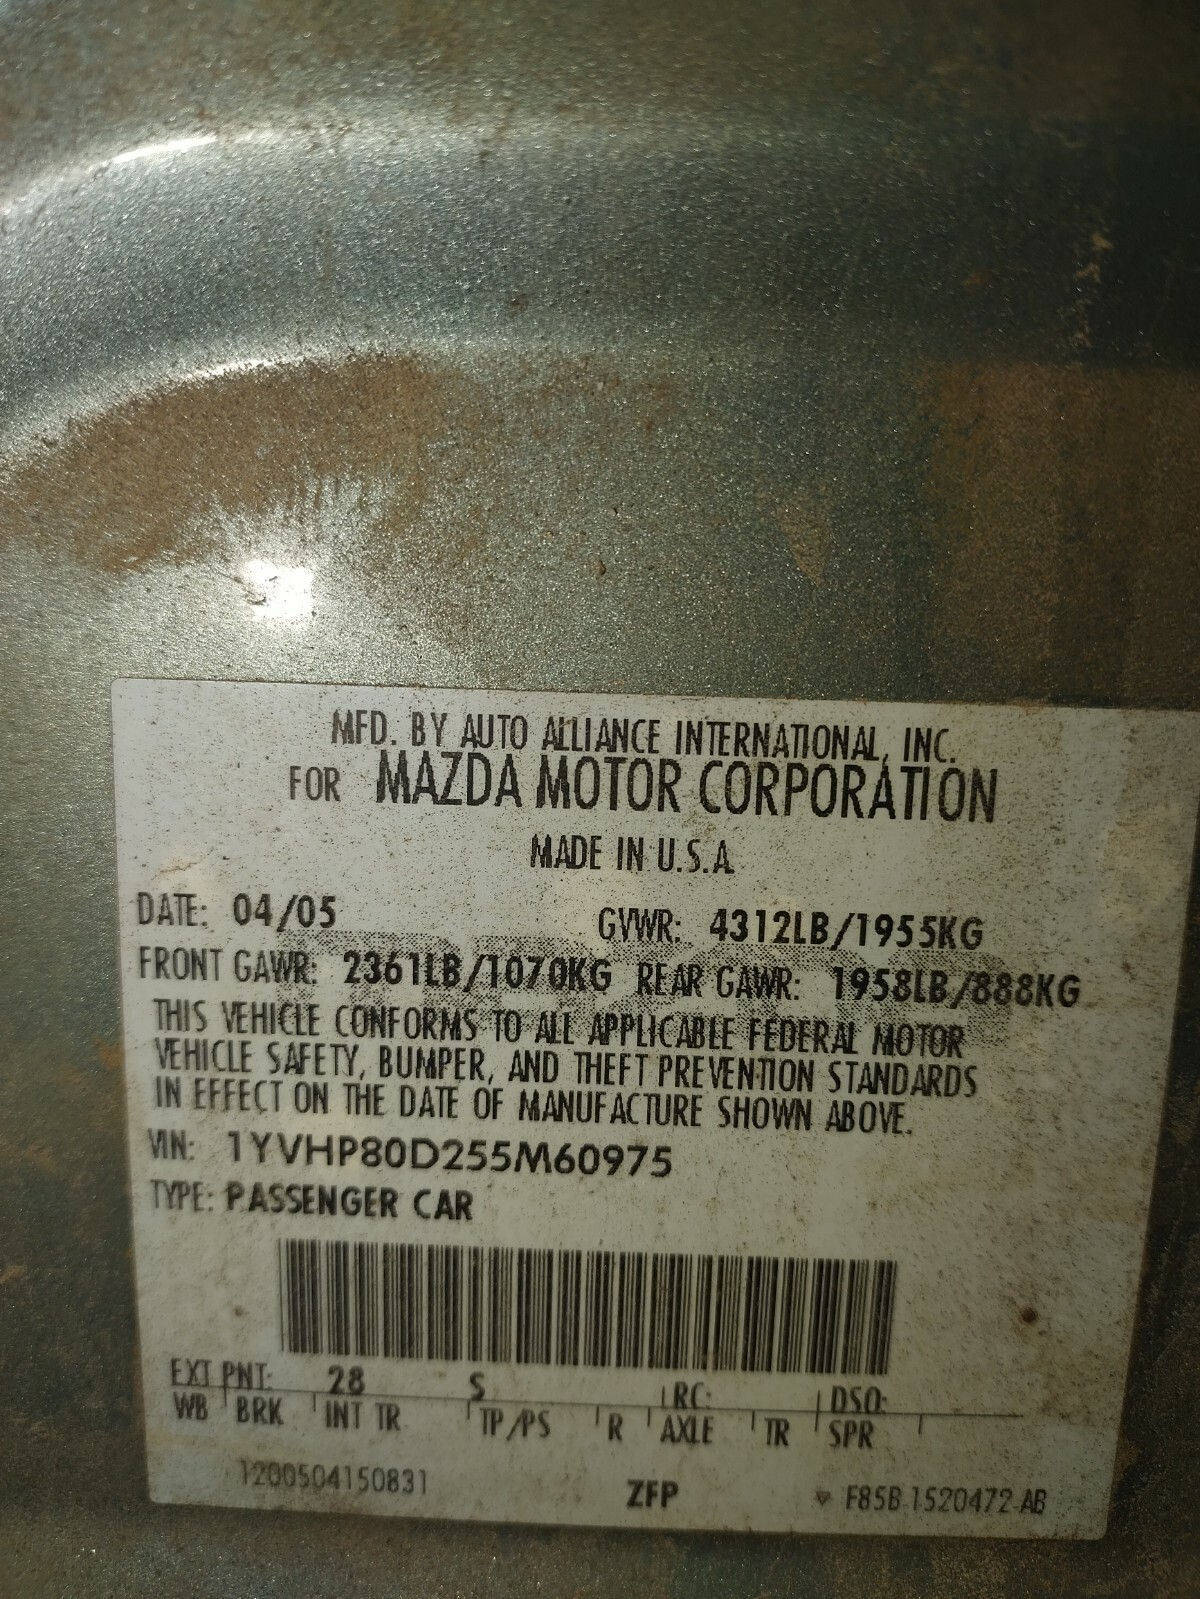 MFD. BY AUTO ALLIANCE INTERNATIONAL, INC.
FOR MAZDA MOTOR CORPORATION
MADE IN U.S.A.
DATE: 04/05 GVWR: 4312LB/1955KG
FRONT GAWR: 2361LB/1070KG REAR GAWR: 1958LB/888KG
THIS VEHICLE CONFORMS TO ALL APPLICABLE FEDERAL MOTOR
VEHICLE SAFETY, BUMPER, AND THEFT PREVENTION STANDARDS
IN EFFECT ON THE DATE OF MANUFACTURE SHOWN ABOVE.
VIN: 1YVHP80D255M60975
TYPE: PASSENGER CAR
EXT PNT: 28 S RC: DSO:
WB BRK INT TR TP/PS R AXLE TR SPR
1200504150831 ZFP F85B 1520472-AB